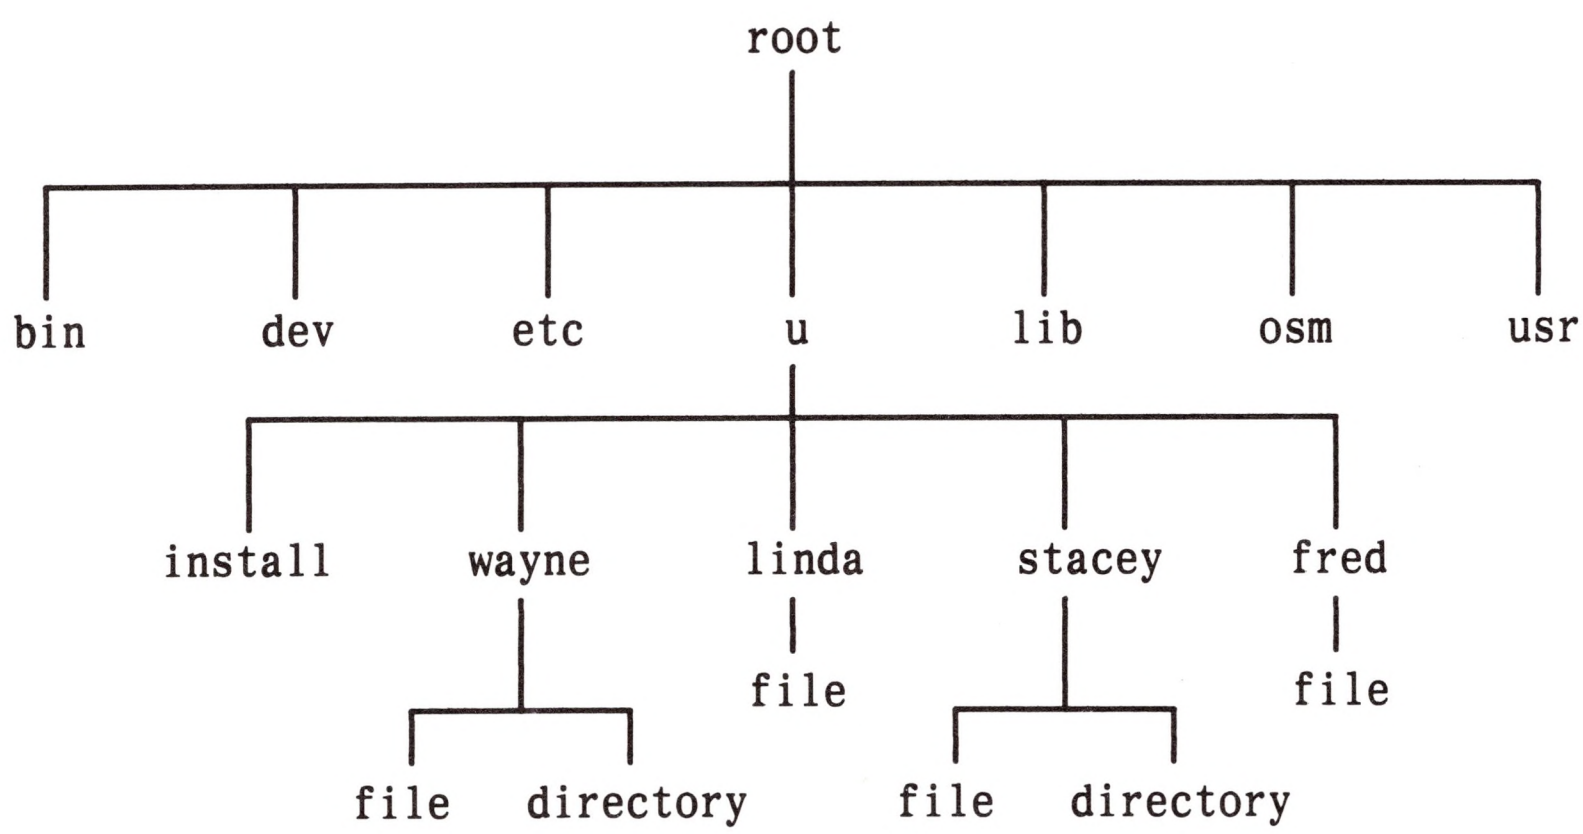 root
bin dev etc u lib osm usr
install wayne linda stacey fred
file file
file directory file directory